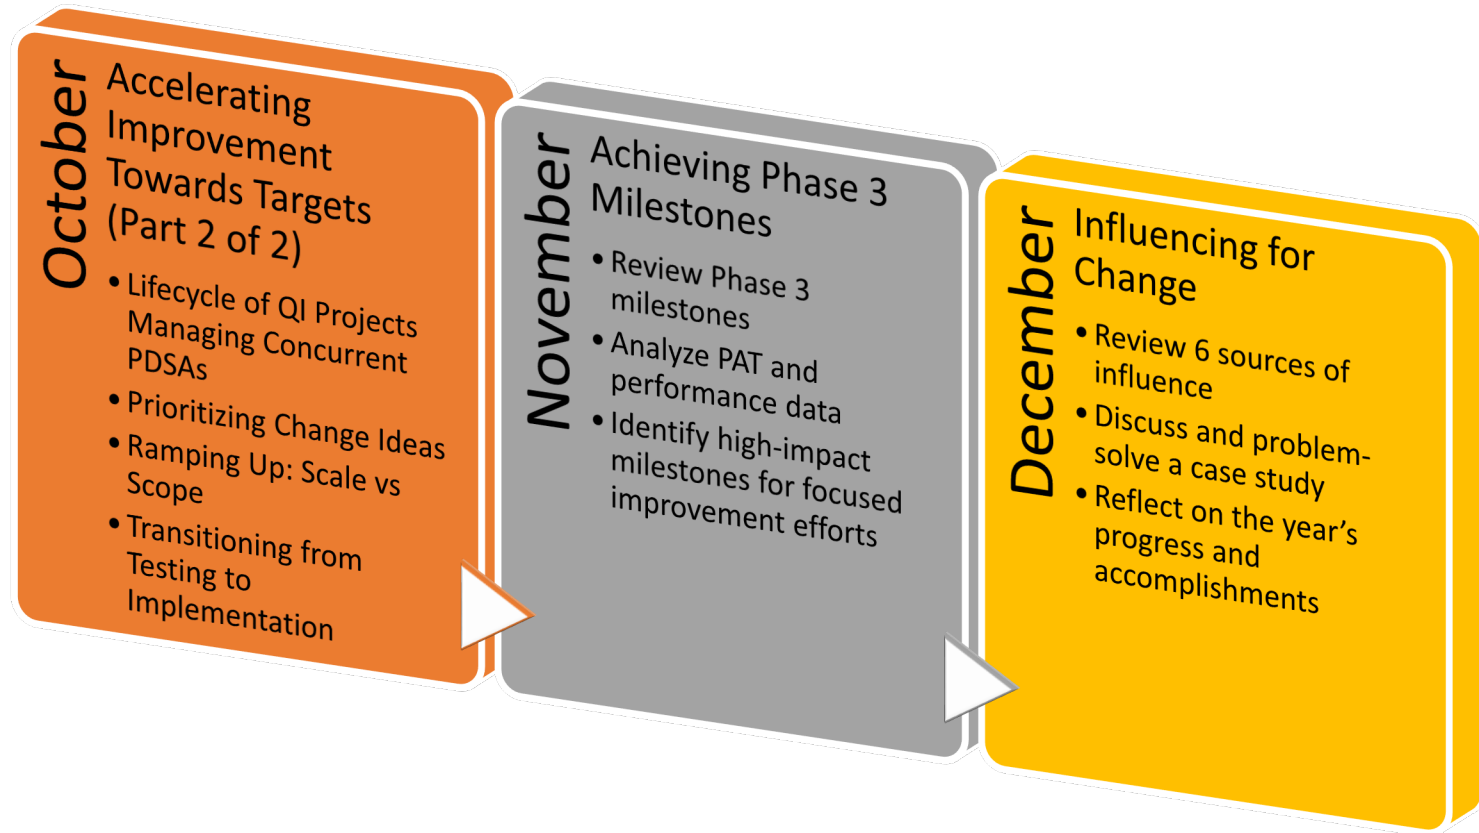 October
Accelerating
Improvement
Towards Targets
(Part 2 of 2)
• Lifecycle of QI Projects
Managing Concurrent
PDSAs
• Prioritizing Change Ideas
• Ramping Up: Scale vs
Scope
• Transitioning from
Testing to
Implementation
November
Achieving Phase 3
Milestones
• Review Phase 3
milestones
• Analyze PAT and
performance data
• Identify high-impact
milestones for focused
improvement efforts
December
Influencing for
Change
• Review 6 sources of
influence
• Discuss and problem-
solve a case study
• Reflect on the year’s
progress and
accomplishments